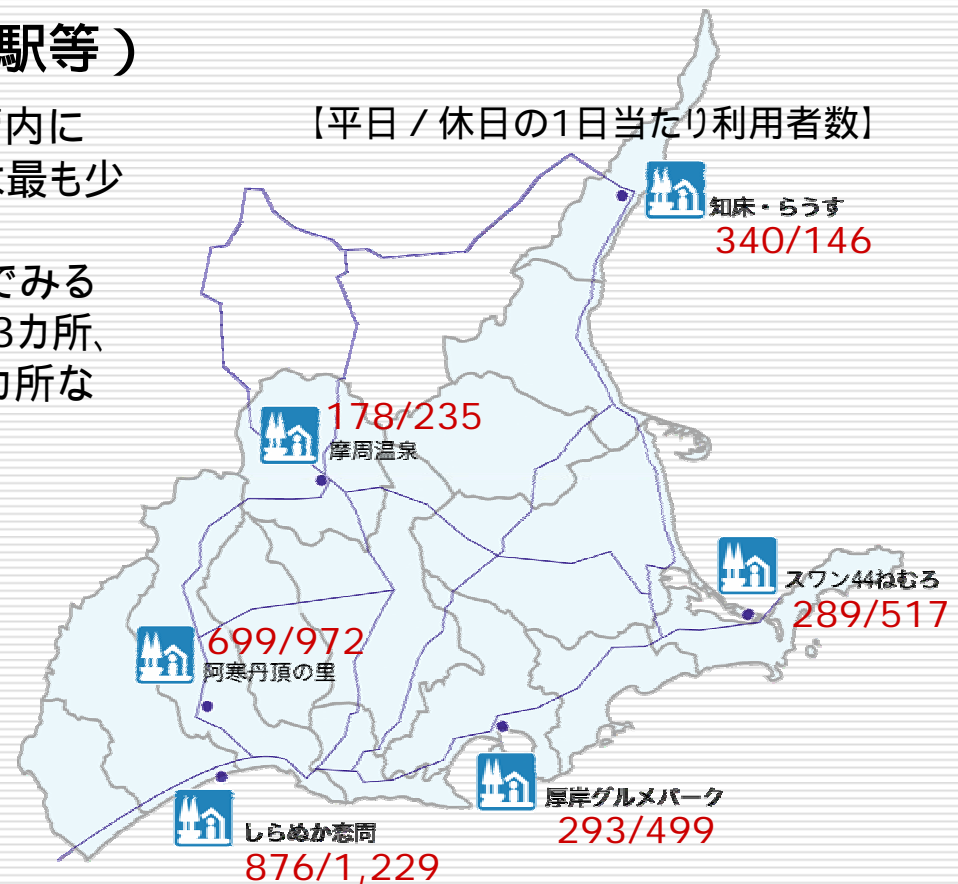 駅等）
内に
【平日／休日の1日当たり利用者数】
最も少
知床・らうす
340/146
でみる
3カ所、
カ所な
178/235
摩周温泉
スワン44ねむろ
289/517
699/972
阿寒丹頂の里
厚岸グルメパーク
293/499
しらぬか恋問
876/1,229